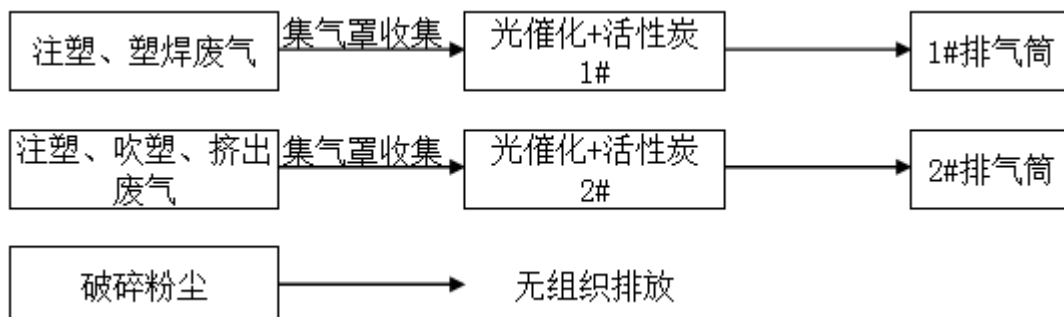 注塑、塑焊废气
集气罩收集
光催化+活性炭
1#
1#排气筒
注塑、吹塑、挤出
废气
集气罩收集
光催化+活性炭
2#
2#排气筒
破碎粉尘
无组织排放